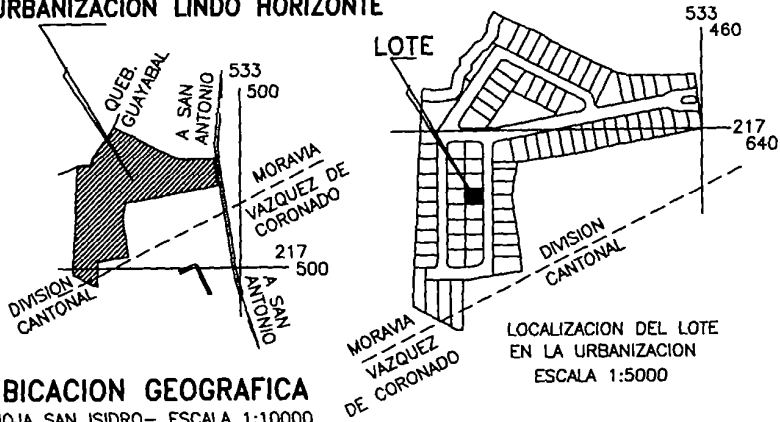 URBANIZACION LINDO HORIZONTE
QUEB.
GUAYABAL
A SAN
ANTONIO
533
500
MORAVIA
VAZQUEZ DE
CORONADO
217
500
DIVISION
CANTONAL
A SAN
ANTONIO
BICACION GEOGRAFICA
HOJA SAN ISIDRO- ESCALA 1:10000
LOTE
533
460
217
640
DIVISION
CANTONAL
MORAVIA
VAZQUEZ
DE CORONADO
LOCALIZACION DEL LOTE
EN LA URBANIZACION
ESCALA 1:5000